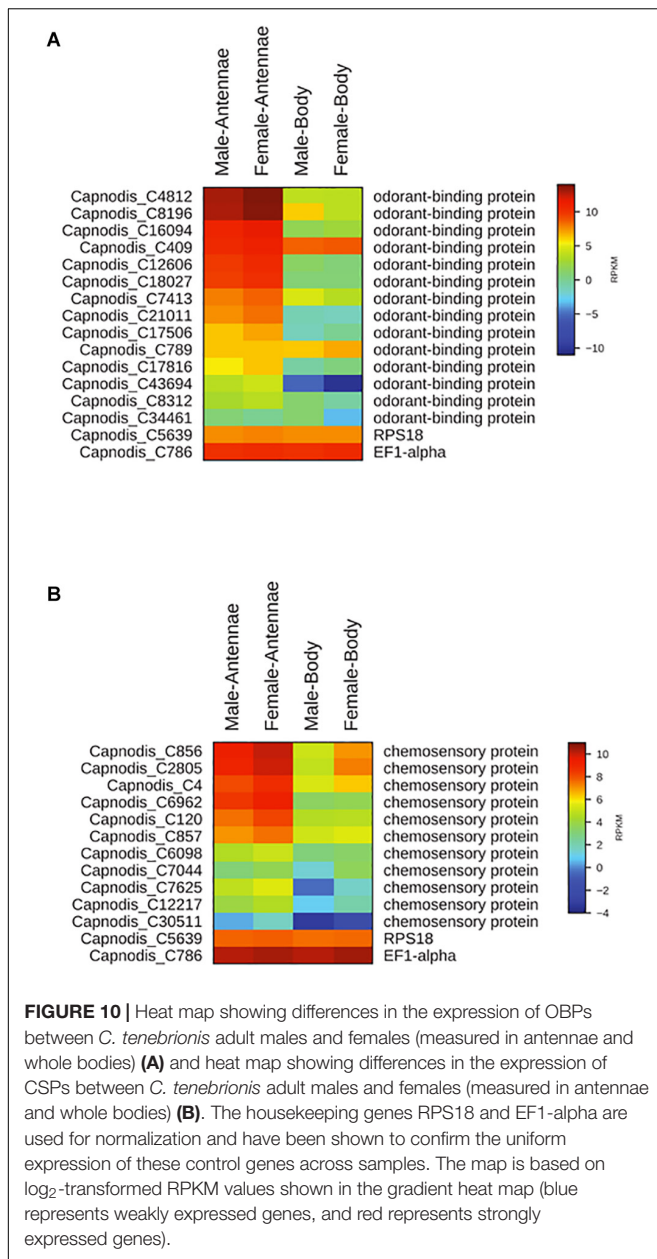 A
Male-Antennae
Female-Antennae
Male-Body
Female-Body
Capnodis_C4812 odorant-binding protein
Capnodis_C8196 odorant-binding protein
Capnodis_C16094 odorant-binding protein
Capnodis_C409 odorant-binding protein
Capnodis_C12606 odorant-binding protein
Capnodis_C18027 odorant-binding protein
Capnodis_C7413 odorant-binding protein
Capnodis_C21011 odorant-binding protein
Capnodis_C17506 odorant-binding protein
Capnodis_C789 odorant-binding protein
Capnodis_C17816 odorant-binding protein
Capnodis_C43694 odorant-binding protein
Capnodis_C8312 odorant-binding protein
Capnodis_C34461 odorant-binding protein
Capnodis_C5639 RPS18
Capnodis_C786 EF1-alpha
10
5
0
−5
−10
RPKM
B
Male-Antennae
Female-Antennae
Male-Body
Female-Body
Capnodis_C856 chemosensory protein
Capnodis_C2805 chemosensory protein
Capnodis_C4 chemosensory protein
Capnodis_C6962 chemosensory protein
Capnodis_C120 chemosensory protein
Capnodis_C857 chemosensory protein
Capnodis_C6098 chemosensory protein
Capnodis_C7044 chemosensory protein
Capnodis_C7625 chemosensory protein
Capnodis_C12217 chemosensory protein
Capnodis_C30511 chemosensory protein
Capnodis_C5639 RPS18
Capnodis_C786 EF1-alpha
10
8
6
4
2
0
−2
−4
RPKM
FIGURE 10 | Heat map showing differences in the expression of OBPs
between C. tenebrionis adult males and females (measured in antennae and
whole bodies) (A) and heat map showing differences in the expression of
CSPs between C. tenebrionis adult males and females (measured in antennae
and whole bodies) (B). The housekeeping genes RPS18 and EF1-alpha are
used for normalization and have been shown to confirm the uniform
expression of these control genes across samples. The map is based on
log₂-transformed RPKM values shown in the gradient heat map (blue
represents weakly expressed genes, and red represents strongly
expressed genes).